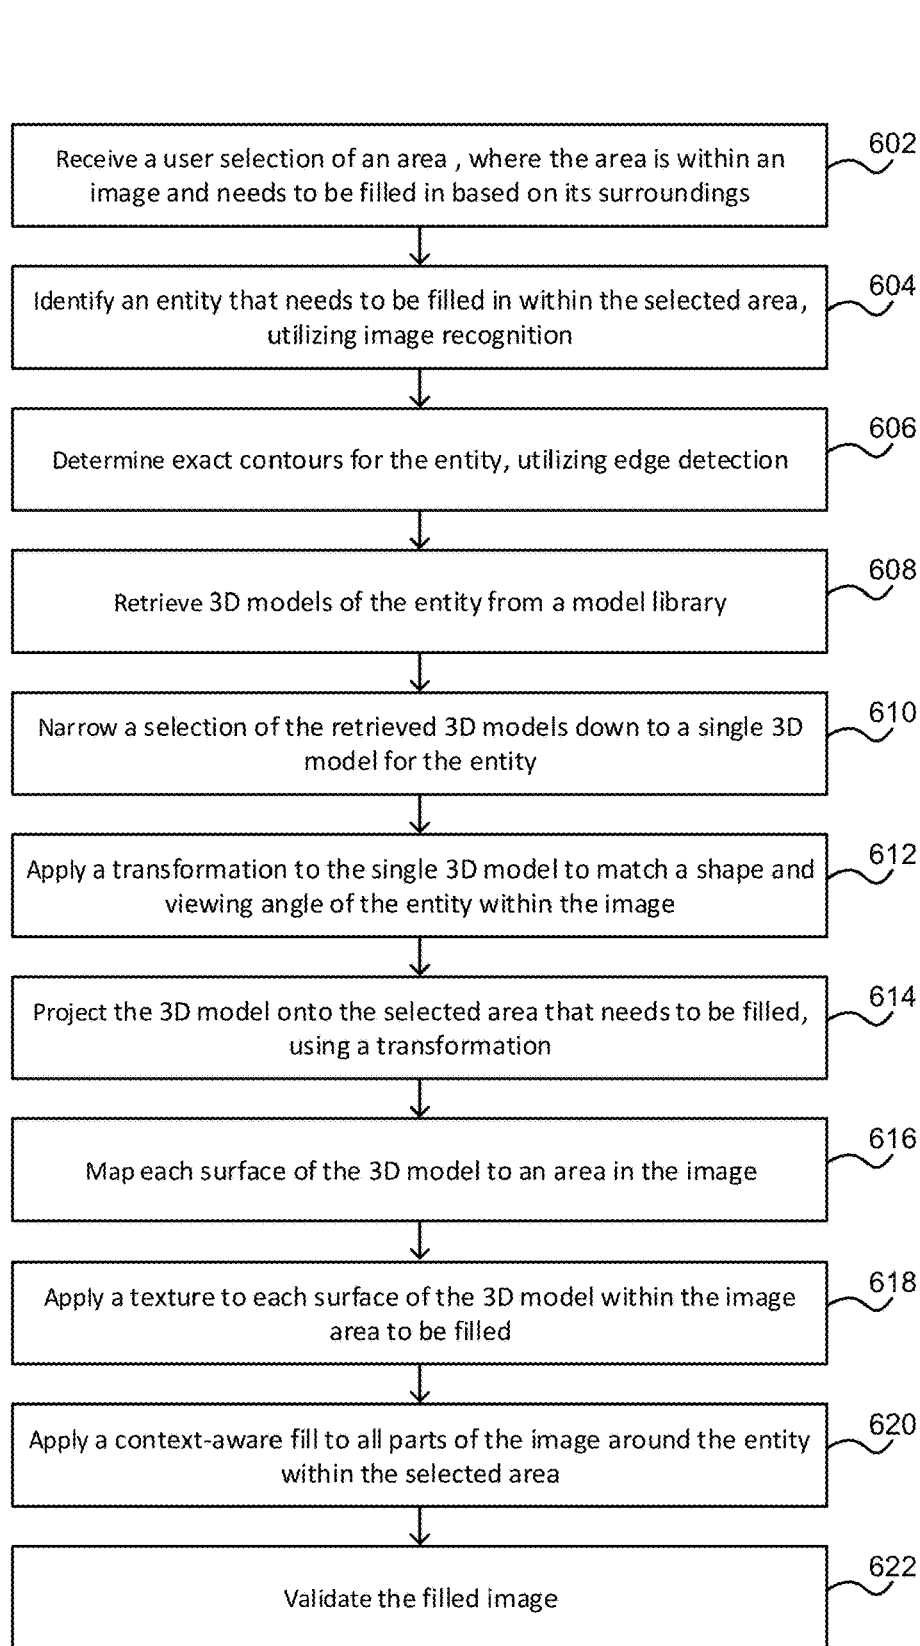 Receive a user selection of an area , where the area is within an
image and needs to be filled in based on its surroundings
602
Identify an entity that needs to be filled in within the selected area,
utilizing image recognition
604
Determine exact contours for the entity, utilizing edge detection
606
Retrieve 3D models of the entity from a model library
608
Narrow a selection of the retrieved 3D models down to a single 3D
model for the entity
610
Apply a transformation to the single 3D model to match a shape and
viewing angle of the entity within the image
612
Project the 3D model onto the selected area that needs to be filled,
using a transformation
614
Map each surface of the 3D model to an area in the image
616
Apply a texture to each surface of the 3D model within the image
area to be filled
618
Apply a context-aware fill to all parts of the image around the entity
within the selected area
620
Validate the filled image
622